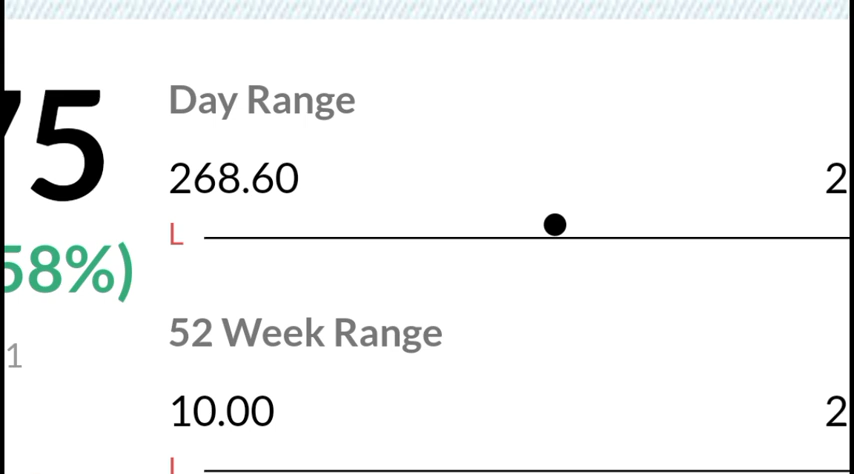 75
Day Range
268.60 2
L
58%)
52 Week Range
1
10.00 2
L